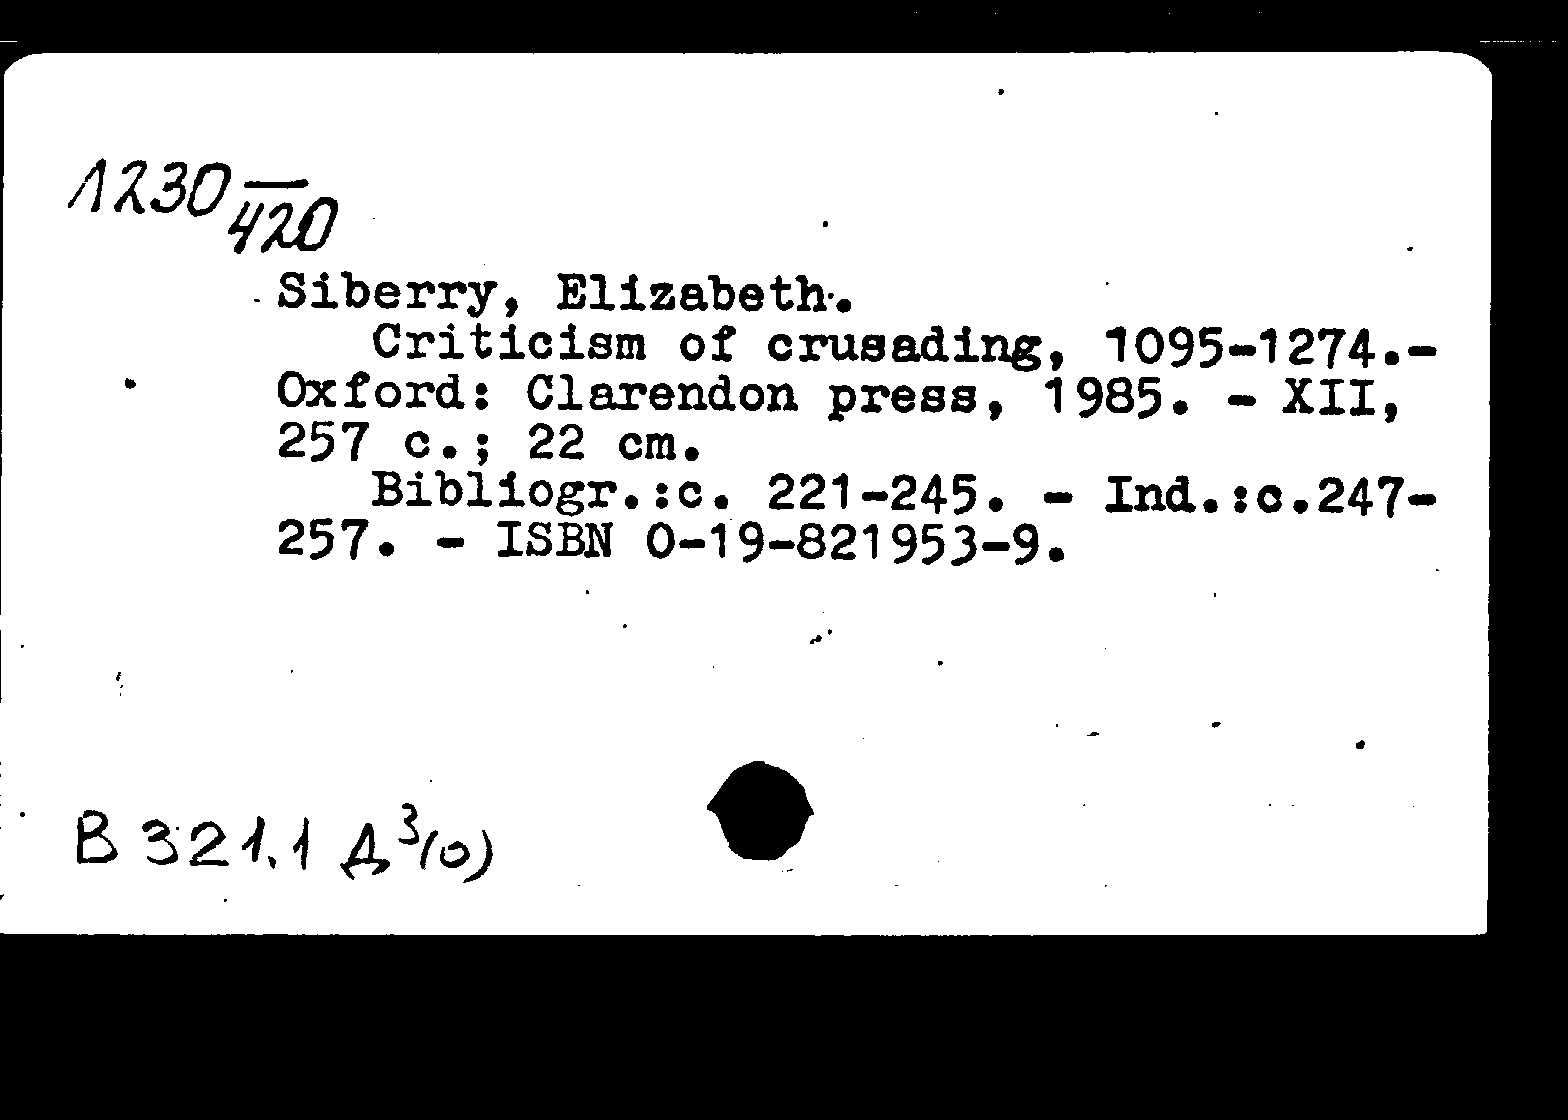 1230 420
Siberry, Elizabeth.
Criticism of crusading, 1095-1274.-
Oxford: Clarendon press, 1985. - XII,
257 c.; 22 cm.
Bibliogr.:c. 221-245. - Ind.:c.247-
257. - ISBN 0-19-821953-9.
В 321.1 Д³(0)